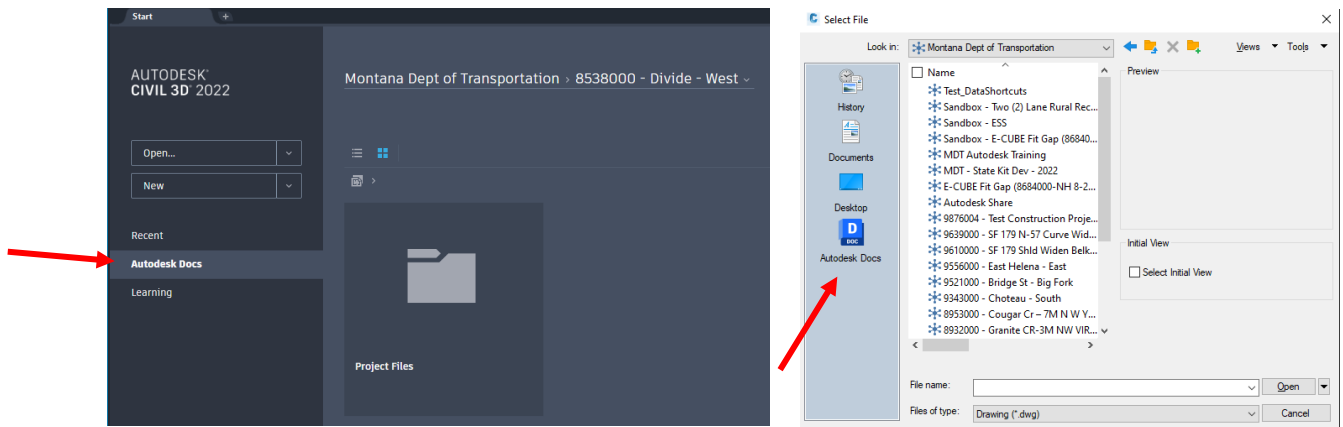 Start
+
AUTODESK®
CIVIL 3D® 2022
Open...
New
Recent
Autodesk Docs
Learning
Montana Dept of Transportation › 8538000 - Divide - West
Project Files
Select File
Look in:
Montana Dept of Transportation
Views
Tools
History
Documents
Desktop
D
DOC
Autodesk Docs
Name
Test_DataShortcuts
Sandbox - Two (2) Lane Rural Rec...
Sandbox - ESS
Sandbox - E-CUBE Fit Gap (86840...
MDT Autodesk Training
MDT - State Kit Dev - 2022
E-CUBE Fit Gap (8684000-NH 8-2...
Autodesk Share
9876004 - Test Construction Proje...
9639000 - SF 179 N-57 Curve Wid...
9610000 - SF 179 Shld Widen Belk...
9556000 - East Helena - East
9521000 - Bridge St - Big Fork
9343000 - Choteau - South
8953000 - Cougar Cr – 7M N W Y...
8932000 - Granite CR-3M NW VIR...
Preview
Initial View
Select Initial View
File name:
Open
Files of type:
Drawing (*.dwg)
Cancel